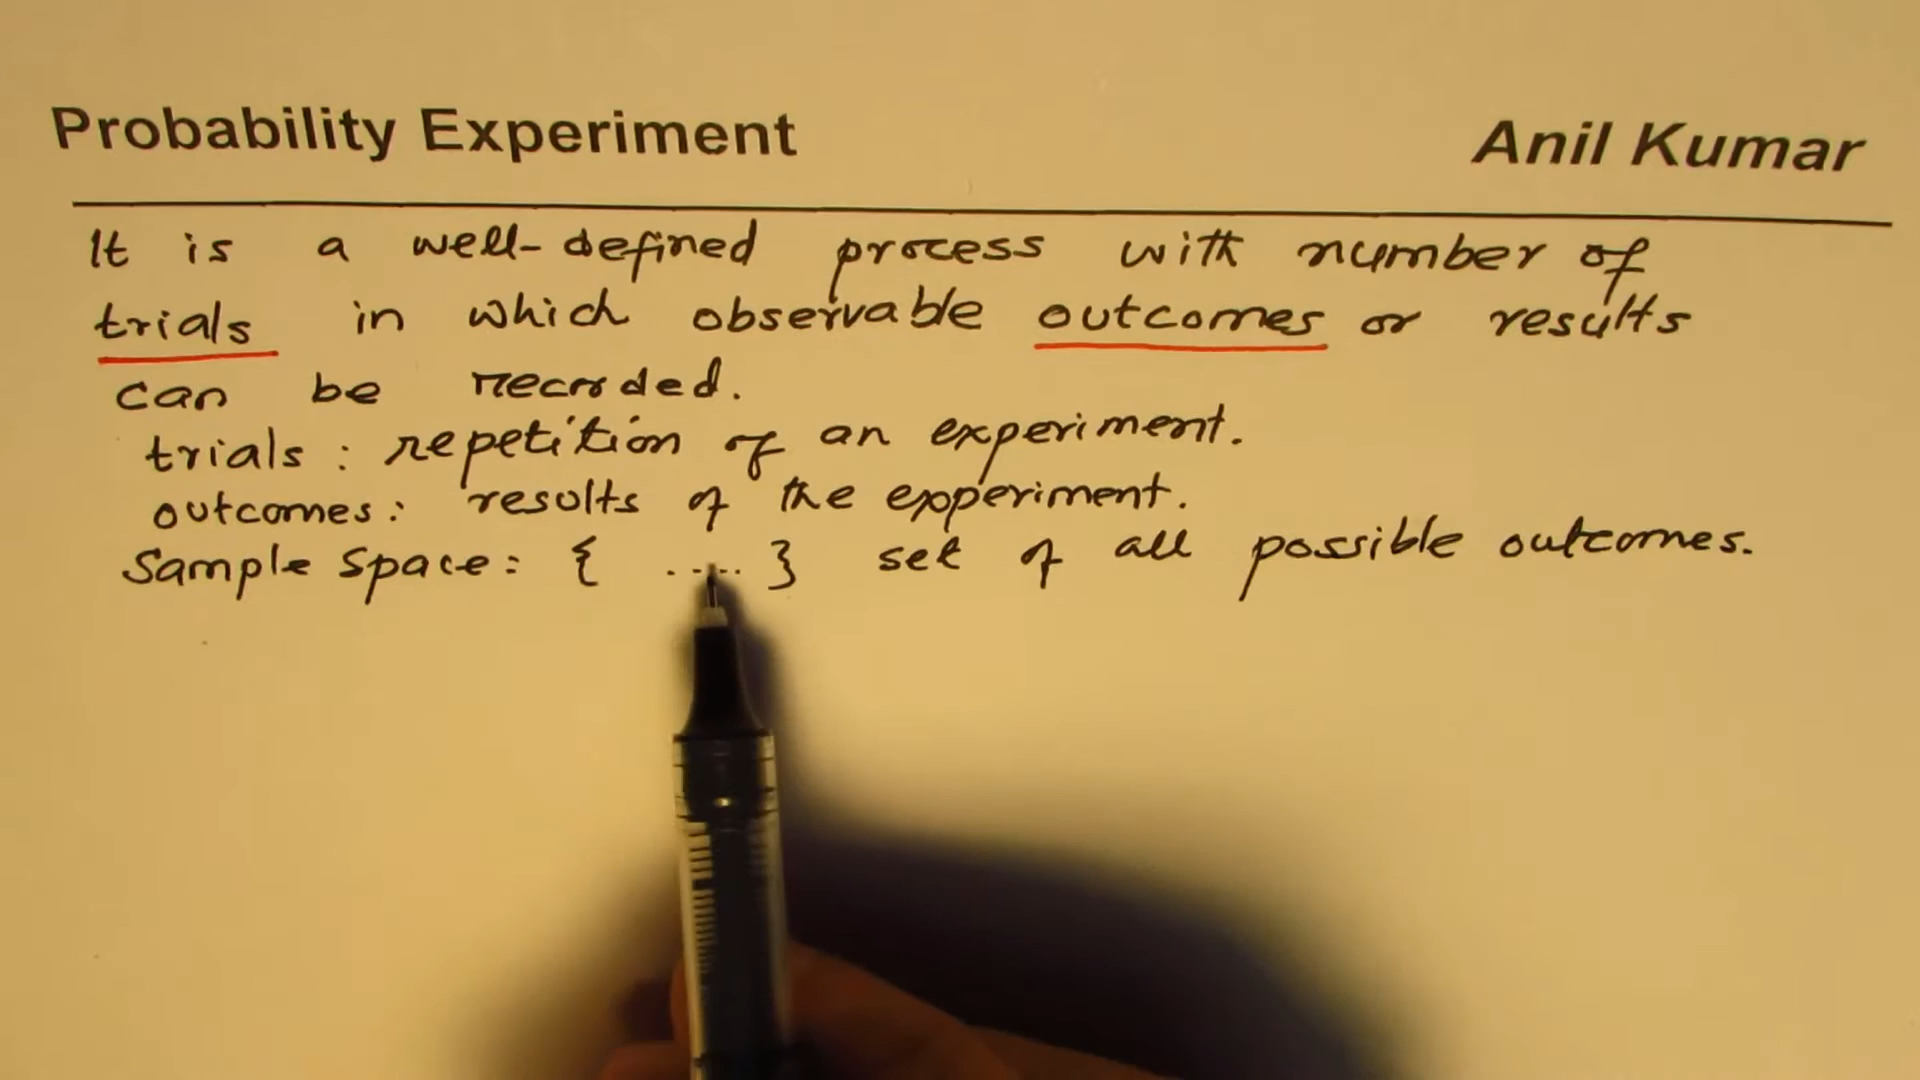 Probability Experiment
Anil Kumar
It is a well-defined process with number of
trials in which observable outcomes or results
can be recorded.
trials : repetition of an experiment.
outcomes: results of the experiment.
Sample Space: { ..... } set of all possible outcomes.